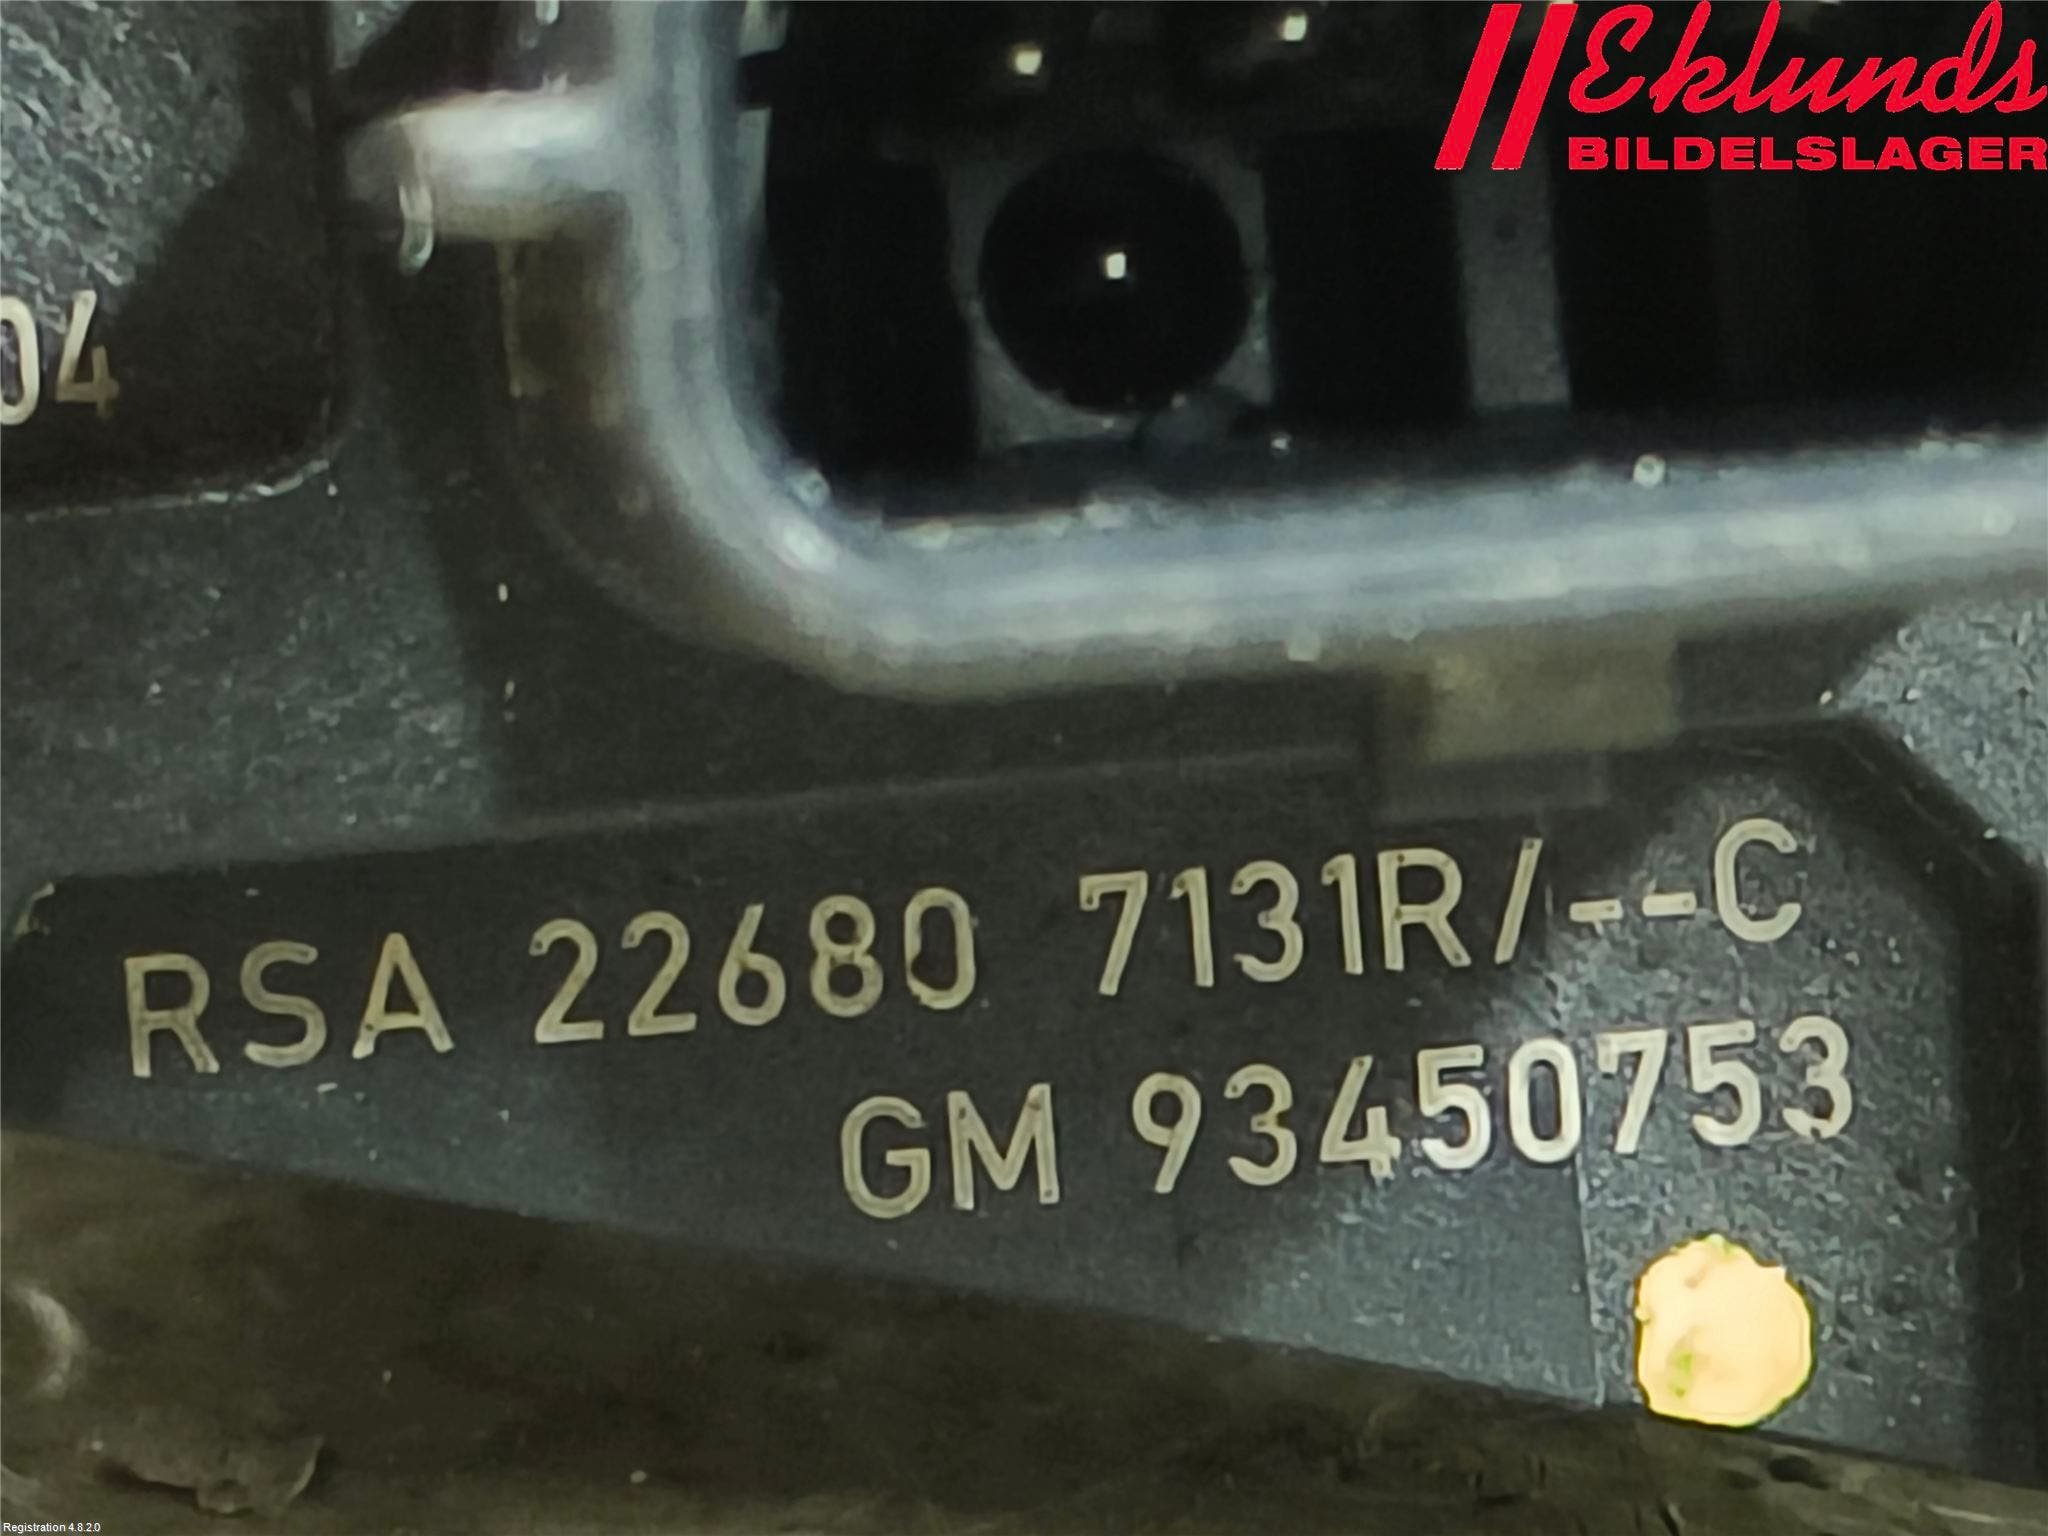 Eklunds
BILDELSLAGER
04
RSA 22680 7131R/--C
GM 93450753
Registration 4.8.2.0